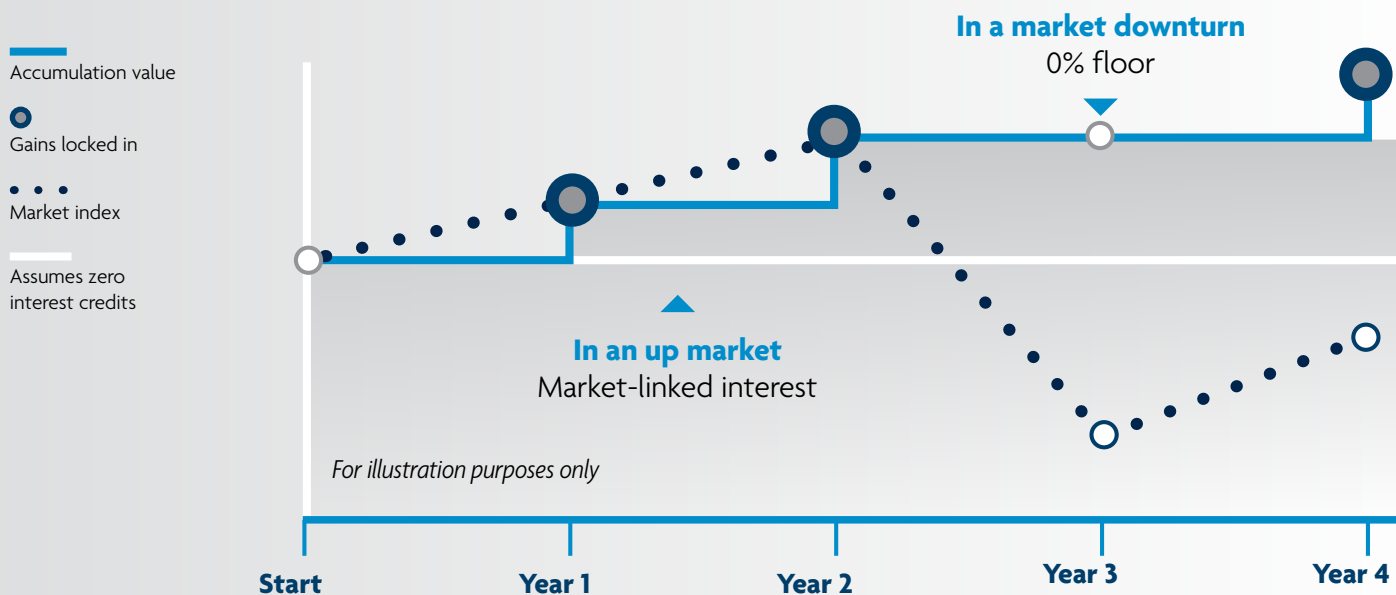 Accumulation value
Gains locked in
Market index
Assumes zero
interest credits
In a market downturn
0% floor
In an up market
Market-linked interest
For illustration purposes only
Start
Year 1
Year 2
Year 3
Year 4